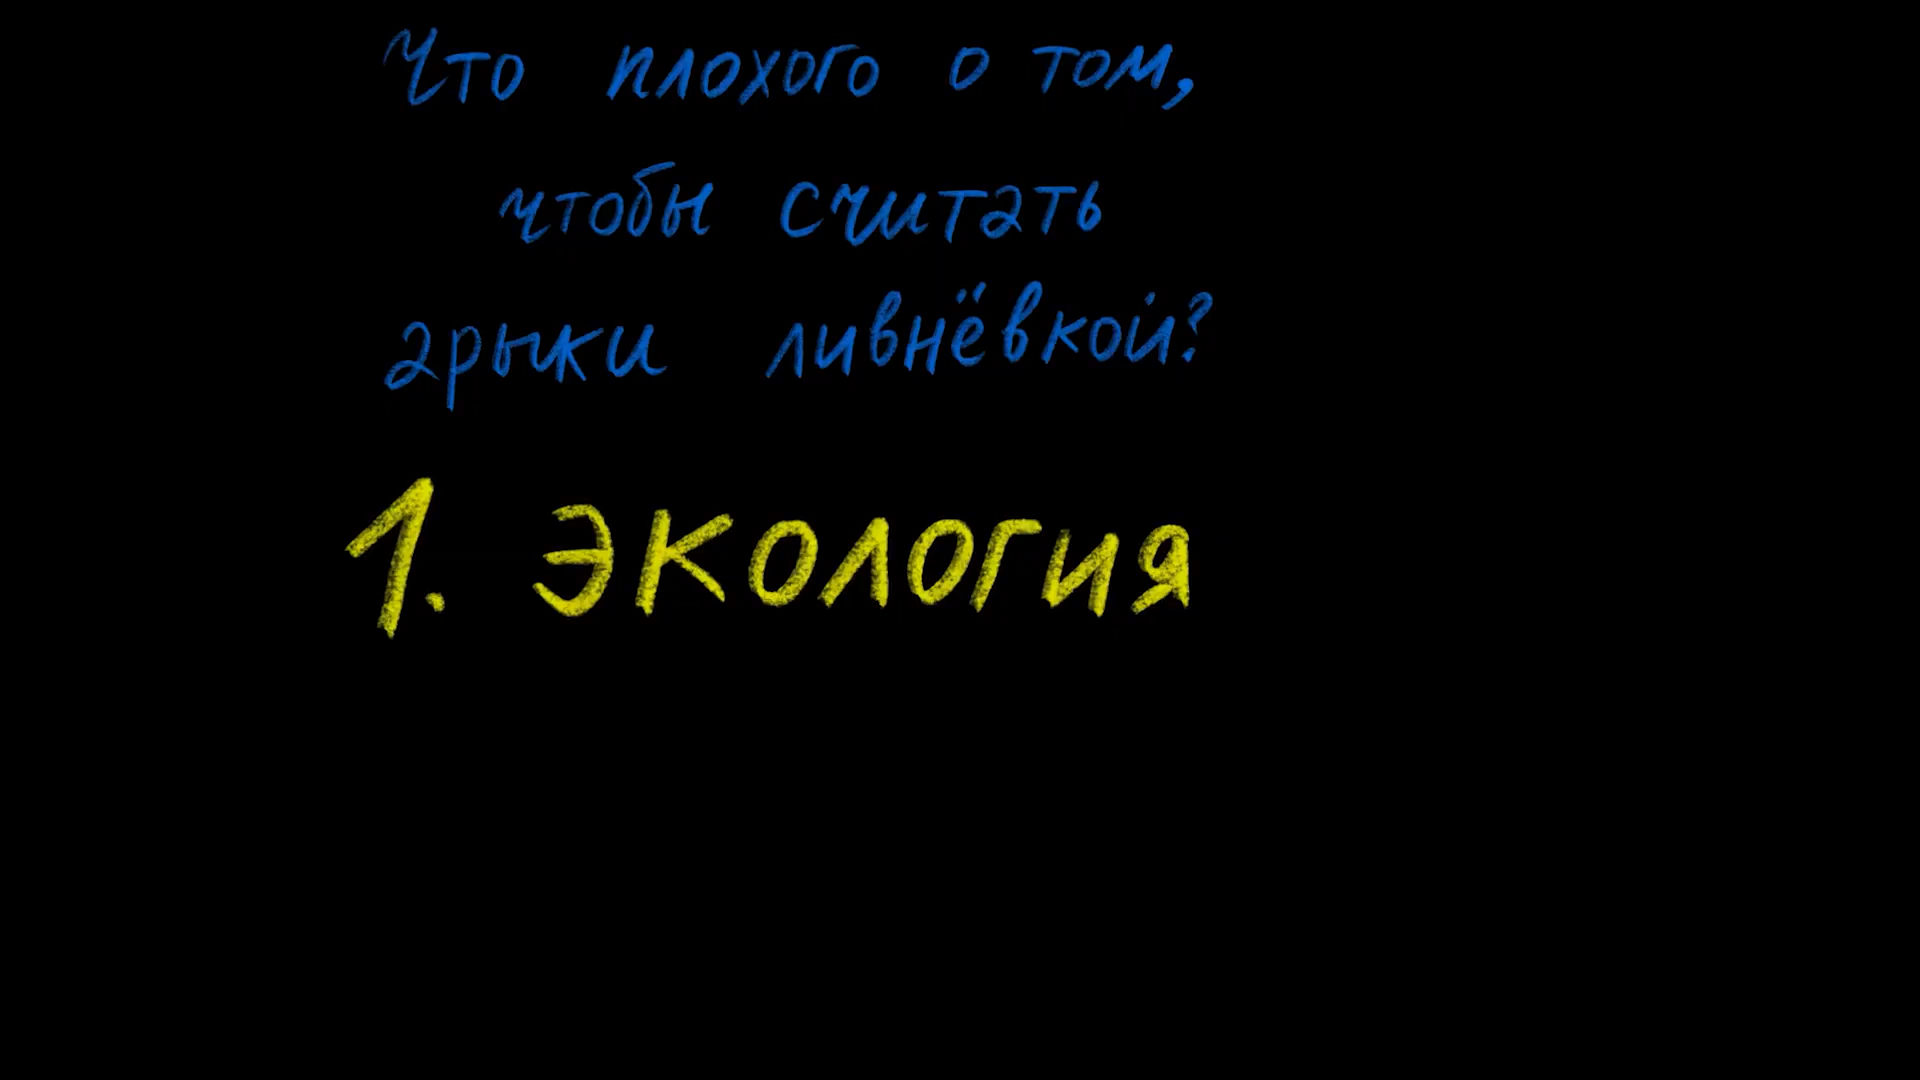 Что плохого о том,
чтобы считать
арыки ливнёвкой?
1. экология